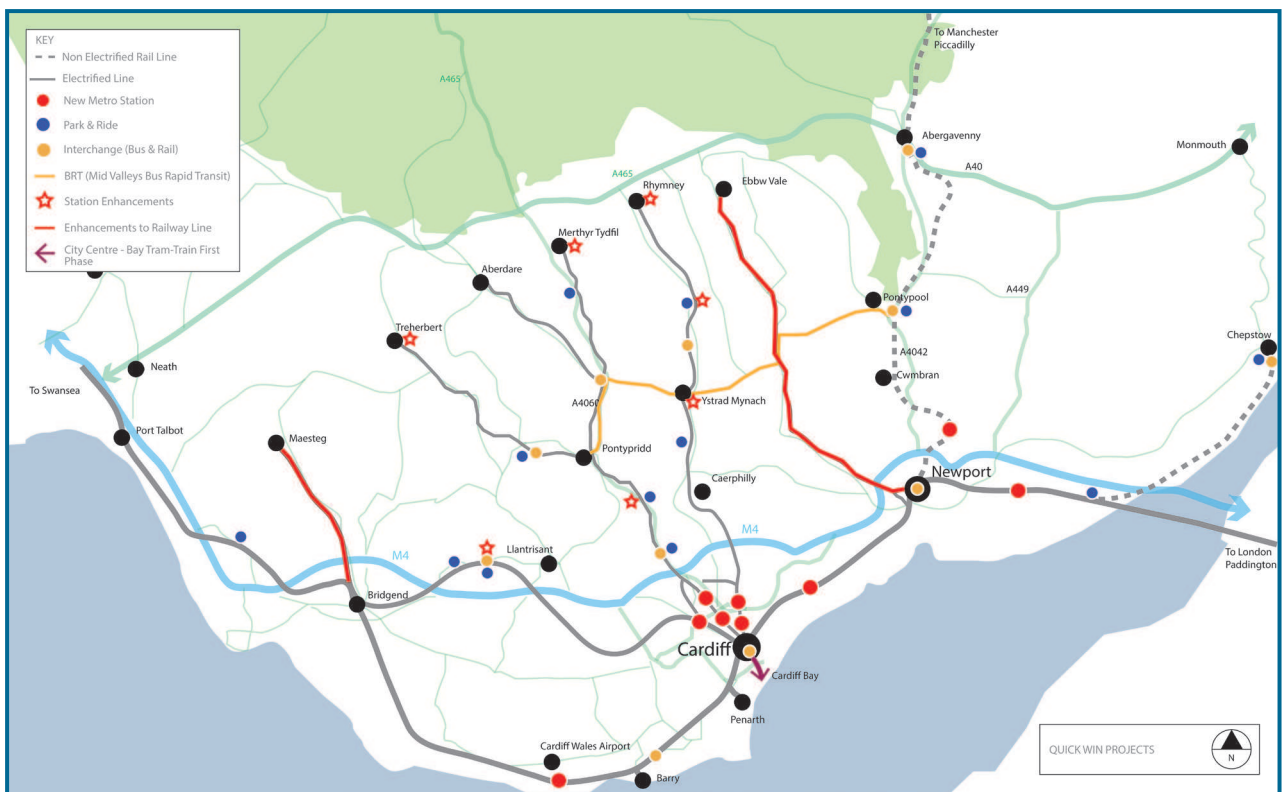 KEY
Non Electrified Rail Line
Electrified Line
New Metro Station
Park & Ride
Interchange (Bus & Rail)
BRT (Mid Valleys Bus Rapid Transit)
Station Enhancements
Enhancements to Railway Line
City Centre - Bay Tram-Train First
Phase
To Manchester
Piccadilly
A465
Abergavenny
Monmouth
A40
A465
Rhymney
Ebbw Vale
Merthyr Tydfil
Aberdare
A449
Pontypool
Treherbert
Chepstow
A4042
Neath
Cwmbran
To Swansea
A4060
Ystrad Mynach
Port Talbot
Maesteg
Pontypridd
Caerphilly
Newport
M4
M4
Llantrisant
To London
Paddington
Bridgend
Cardiff
Cardiff Bay
Penarth
Cardiff Wales Airport
Barry
QUICK WIN PROJECTS
N